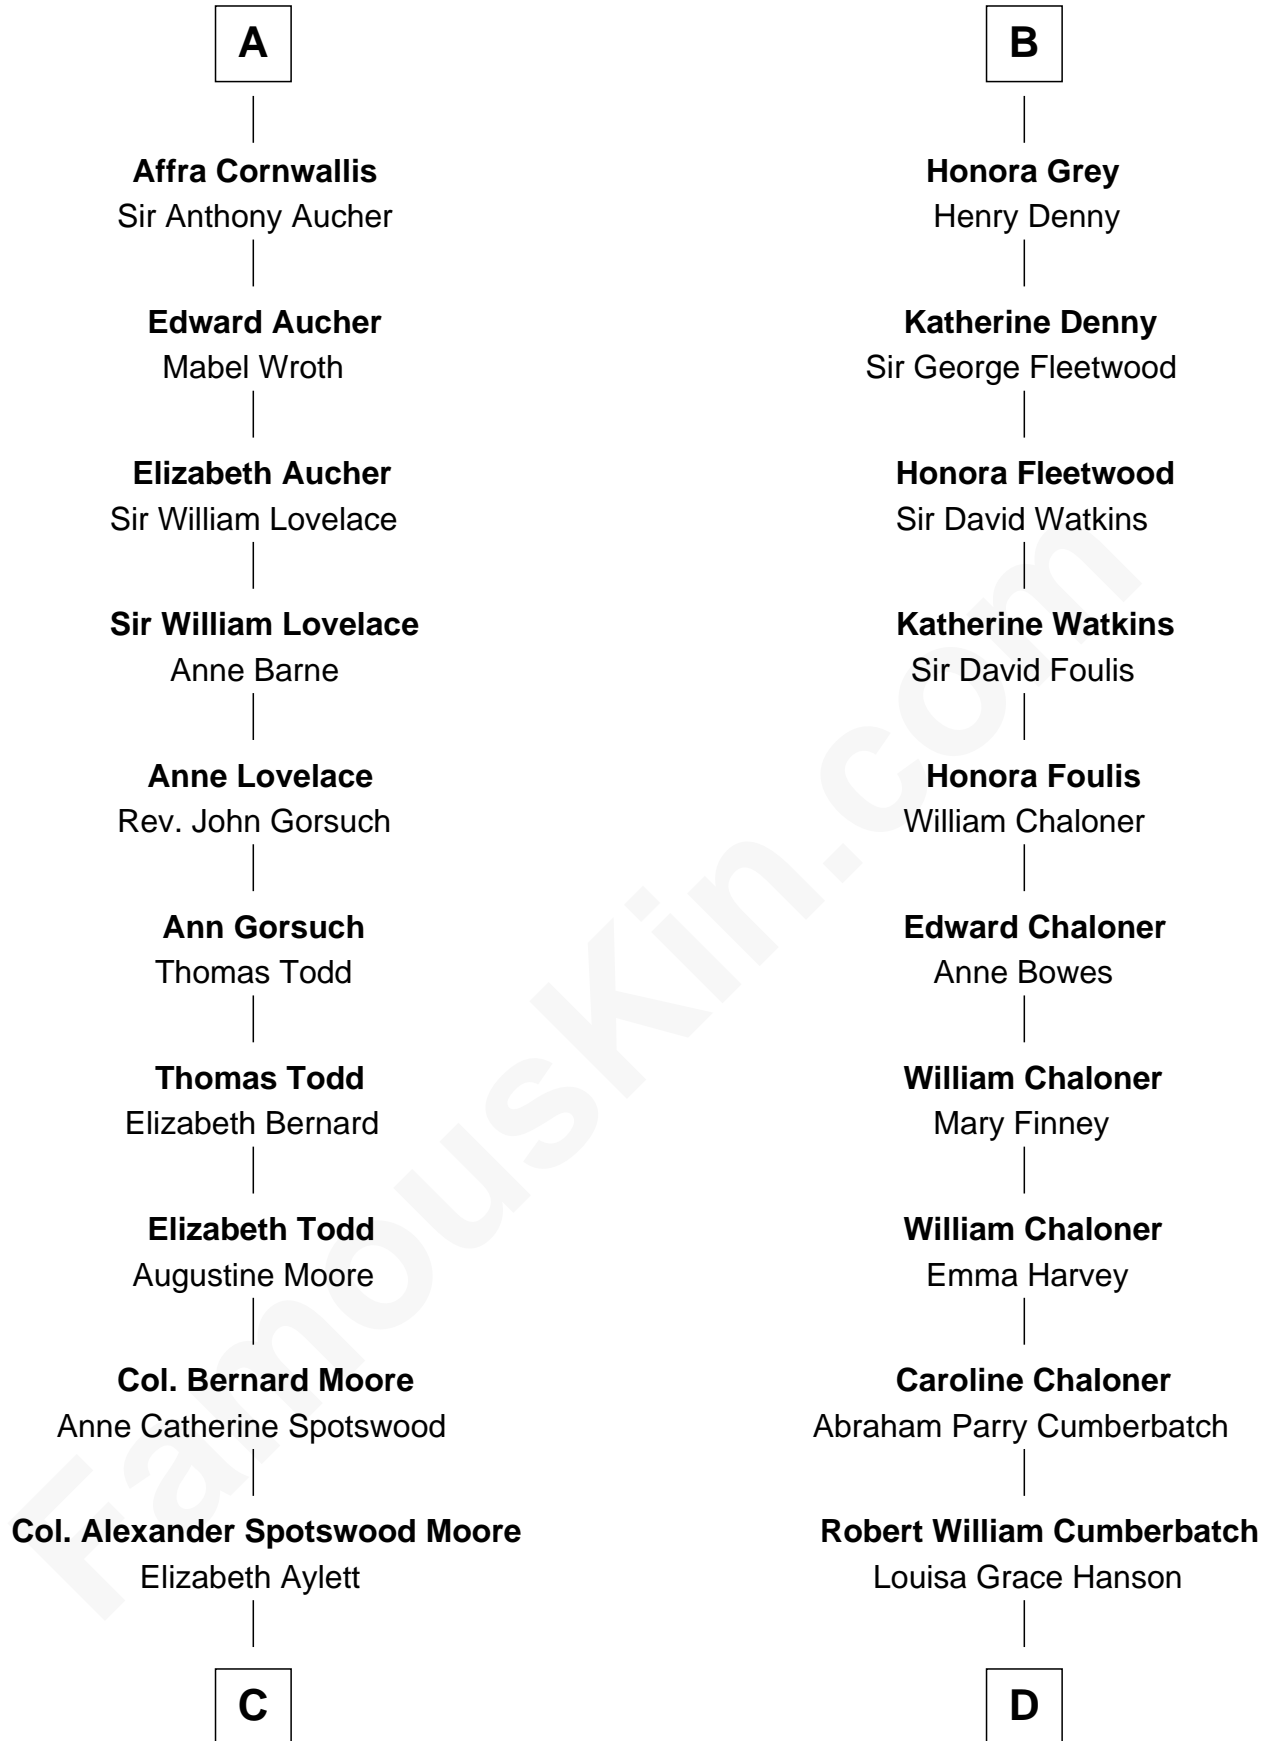 A
Affra Cornwallis
Sir Anthony Aucher
Edward Aucher
Mabel Wroth
Elizabeth Aucher
Sir William Lovelace
Sir William Lovelace
Anne Barne
Anne Lovelace
Rev. John Gorsuch
Ann Gorsuch
Thomas Todd
Thomas Todd
Elizabeth Bernard
Elizabeth Todd
Augustine Moore
Col. Bernard Moore
Anne Catherine Spotswood
Col. Alexander Spotswood Moore
Elizabeth Aylett
C
B
Honora Grey
Henry Denny
Katherine Denny
Sir George Fleetwood
Honora Fleetwood
Sir David Watkins
Katherine Watkins
Sir David Foulis
Honora Foulis
William Chaloner
Edward Chaloner
Anne Bowes
William Chaloner
Mary Finney
William Chaloner
Emma Harvey
Caroline Chaloner
Abraham Parry Cumberbatch
Robert William Cumberbatch
Louisa Grace Hanson
D
FamousKin.com